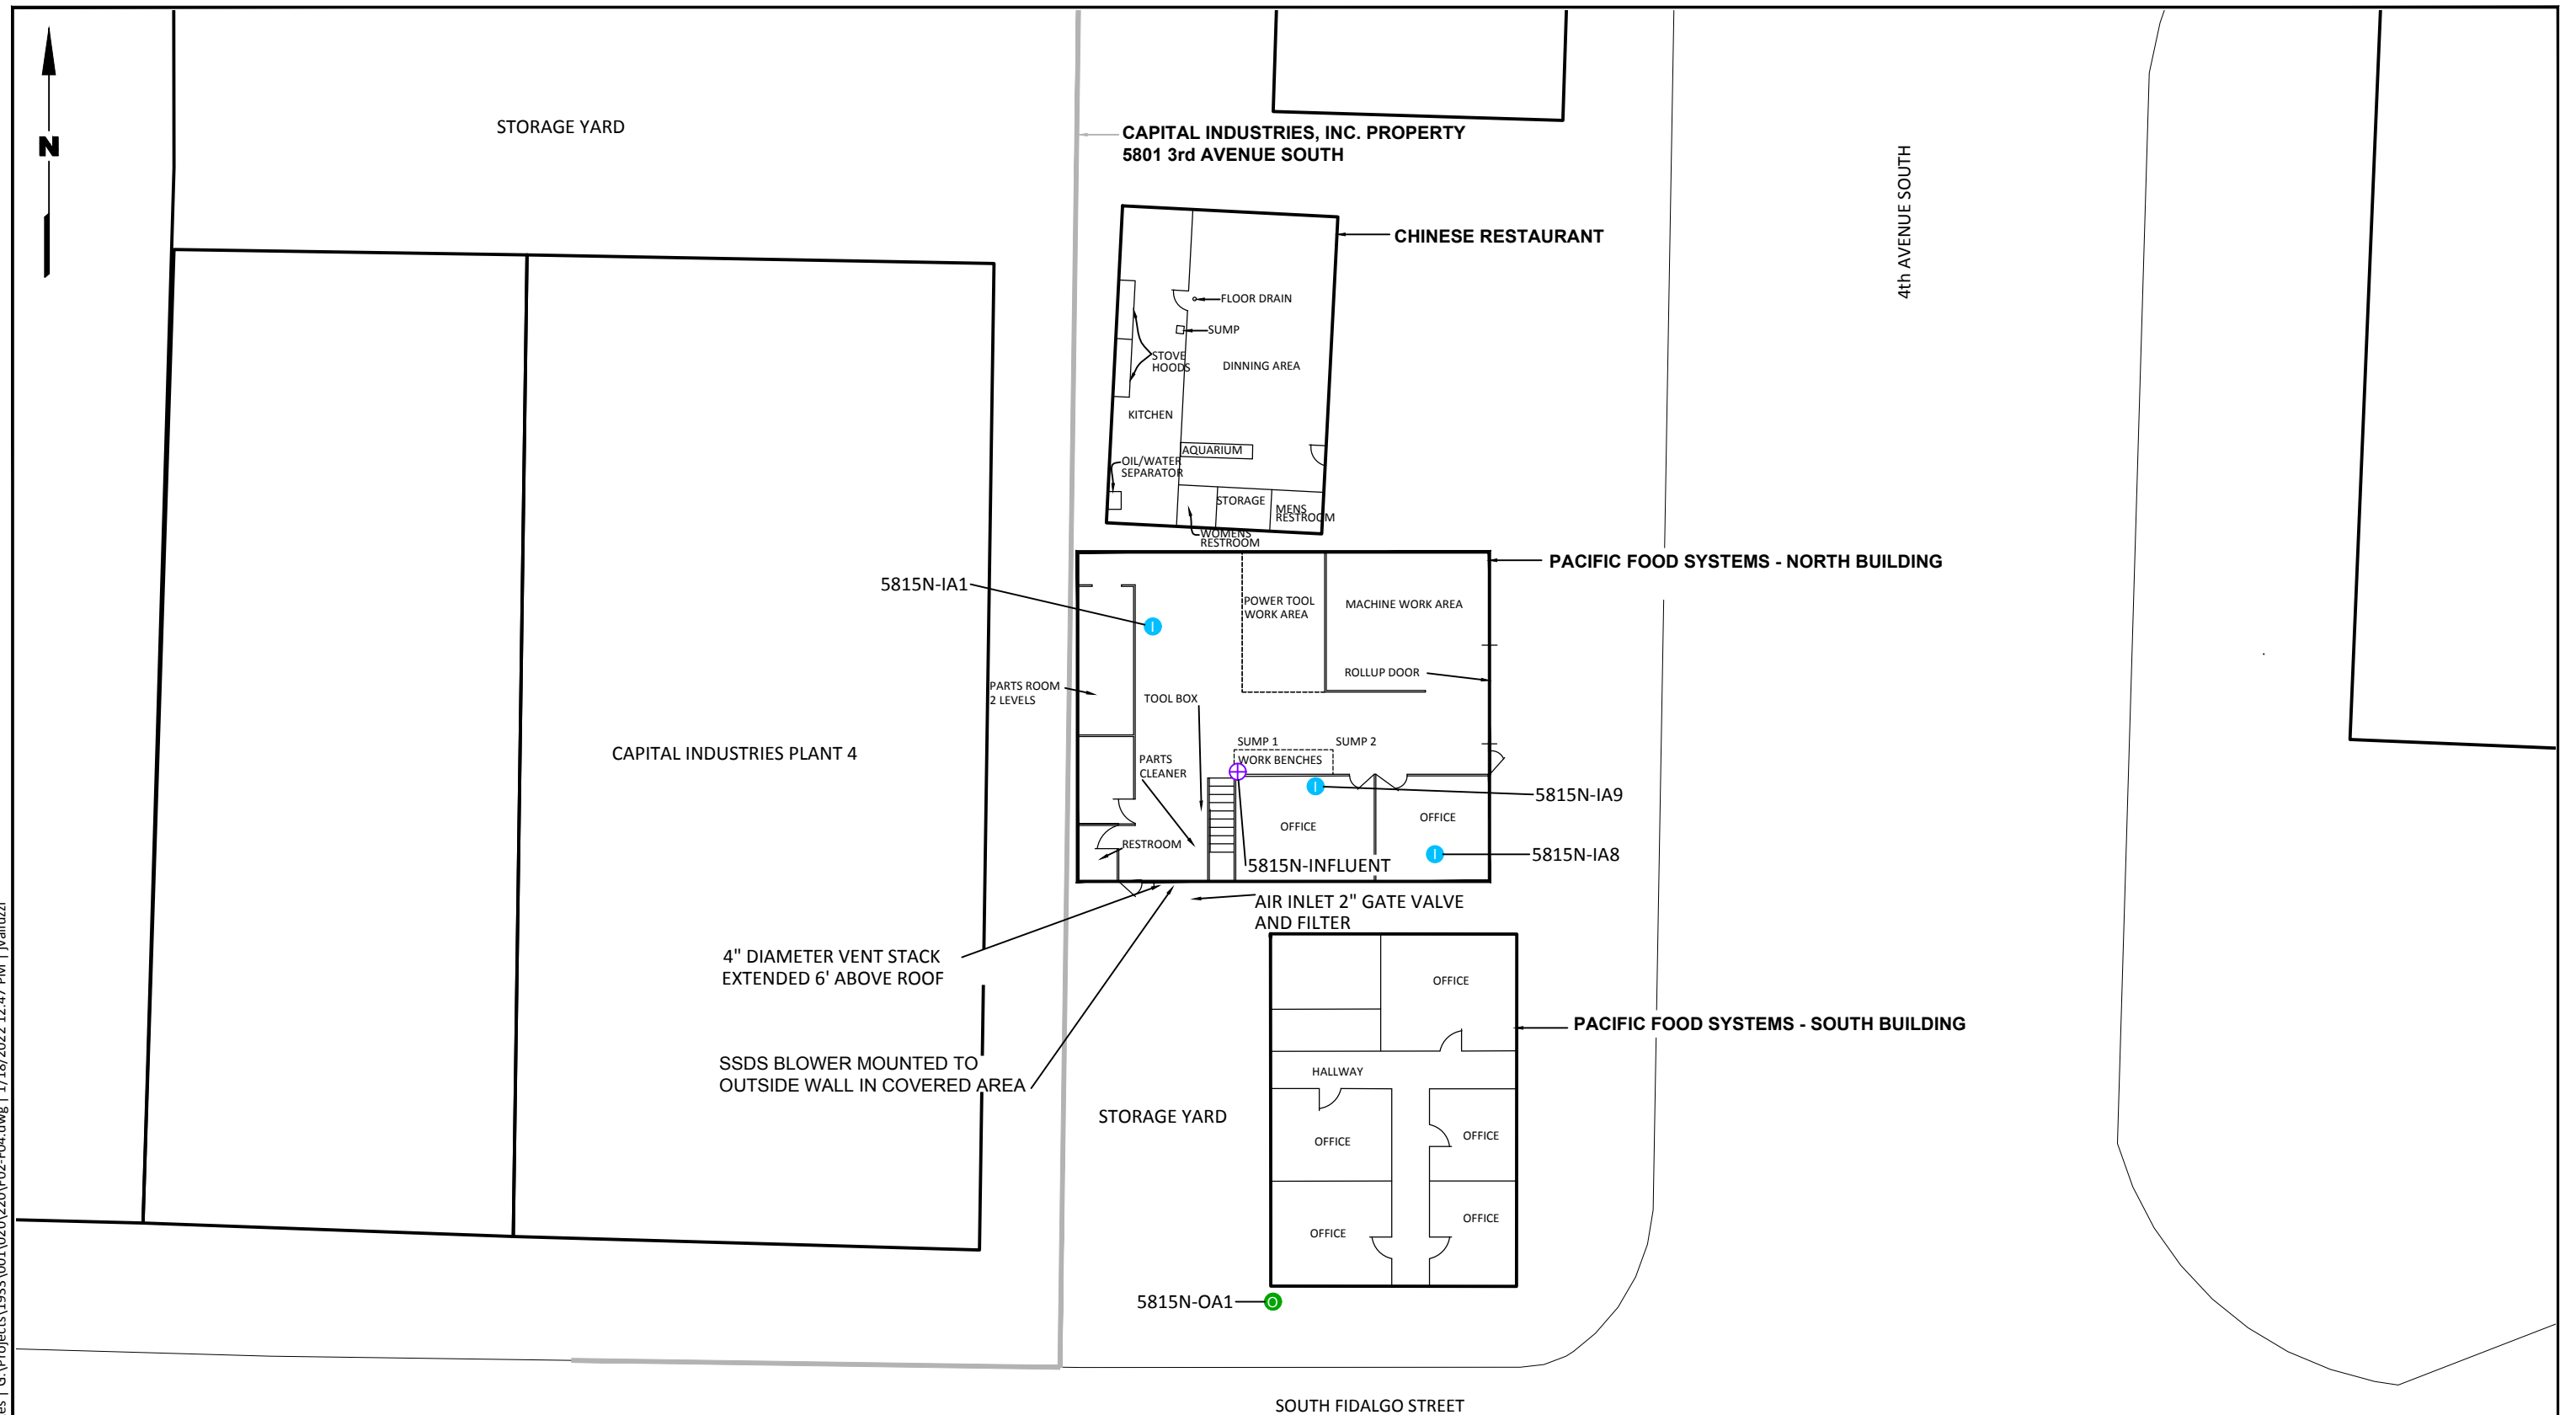 N
STORAGE YARD
CAPITAL INDUSTRIES, INC. PROPERTY
5801 3rd AVENUE SOUTH
4th AVENUE SOUTH
CHINESE RESTAURANT
FLOOR DRAIN
SUMP
STOVE
HOODS
DINNING AREA
KITCHEN
AQUARIUM
OIL/WATER
SEPARATOR
STORAGE
MENS
RESTROOM
WOMENS
RESTROOM
PACIFIC FOOD SYSTEMS - NORTH BUILDING
5815N-IA1
I
POWER TOOL
WORK AREA
MACHINE WORK AREA
ROLLUP DOOR
PARTS ROOM
2 LEVELS
TOOL BOX
SUMP 1
SUMP 2
WORK BENCHES
CAPITAL INDUSTRIES PLANT 4
PARTS
CLEANER
I
5815N-IA9
OFFICE
OFFICE
RESTROOM
I
5815N-IA8
5815N-INFLUENT
AIR INLET 2" GATE VALVE
AND FILTER
4" DIAMETER VENT STACK
EXTENDED 6' ABOVE ROOF
OFFICE
PACIFIC FOOD SYSTEMS - SOUTH BUILDING
SSDS BLOWER MOUNTED TO
OUTSIDE WALL IN COVERED AREA
HALLWAY
STORAGE YARD
OFFICE
OFFICE
OFFICE
OFFICE
5815N-OA1
O
SOUTH FIDALGO STREET